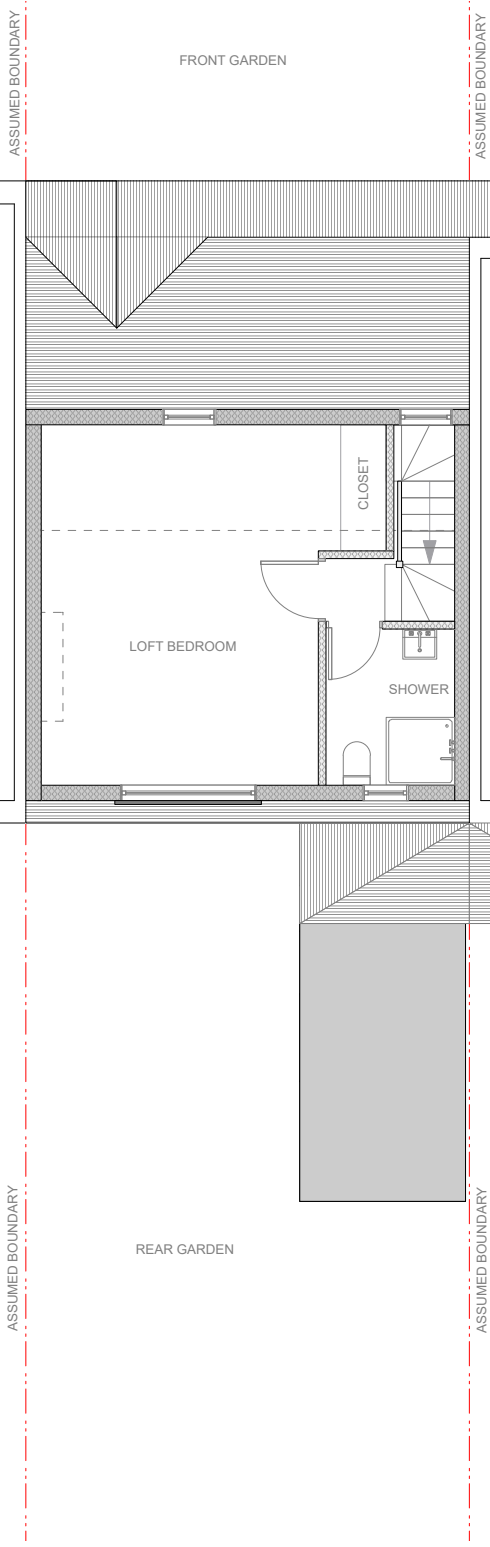 ASSUMED BOUNDARY
FRONT GARDEN
ASSUMED BOUNDARY
CLOSET
LOFT BEDROOM
SHOWER
ASSUMED BOUNDARY
REAR GARDEN
ASSUMED BOUNDARY